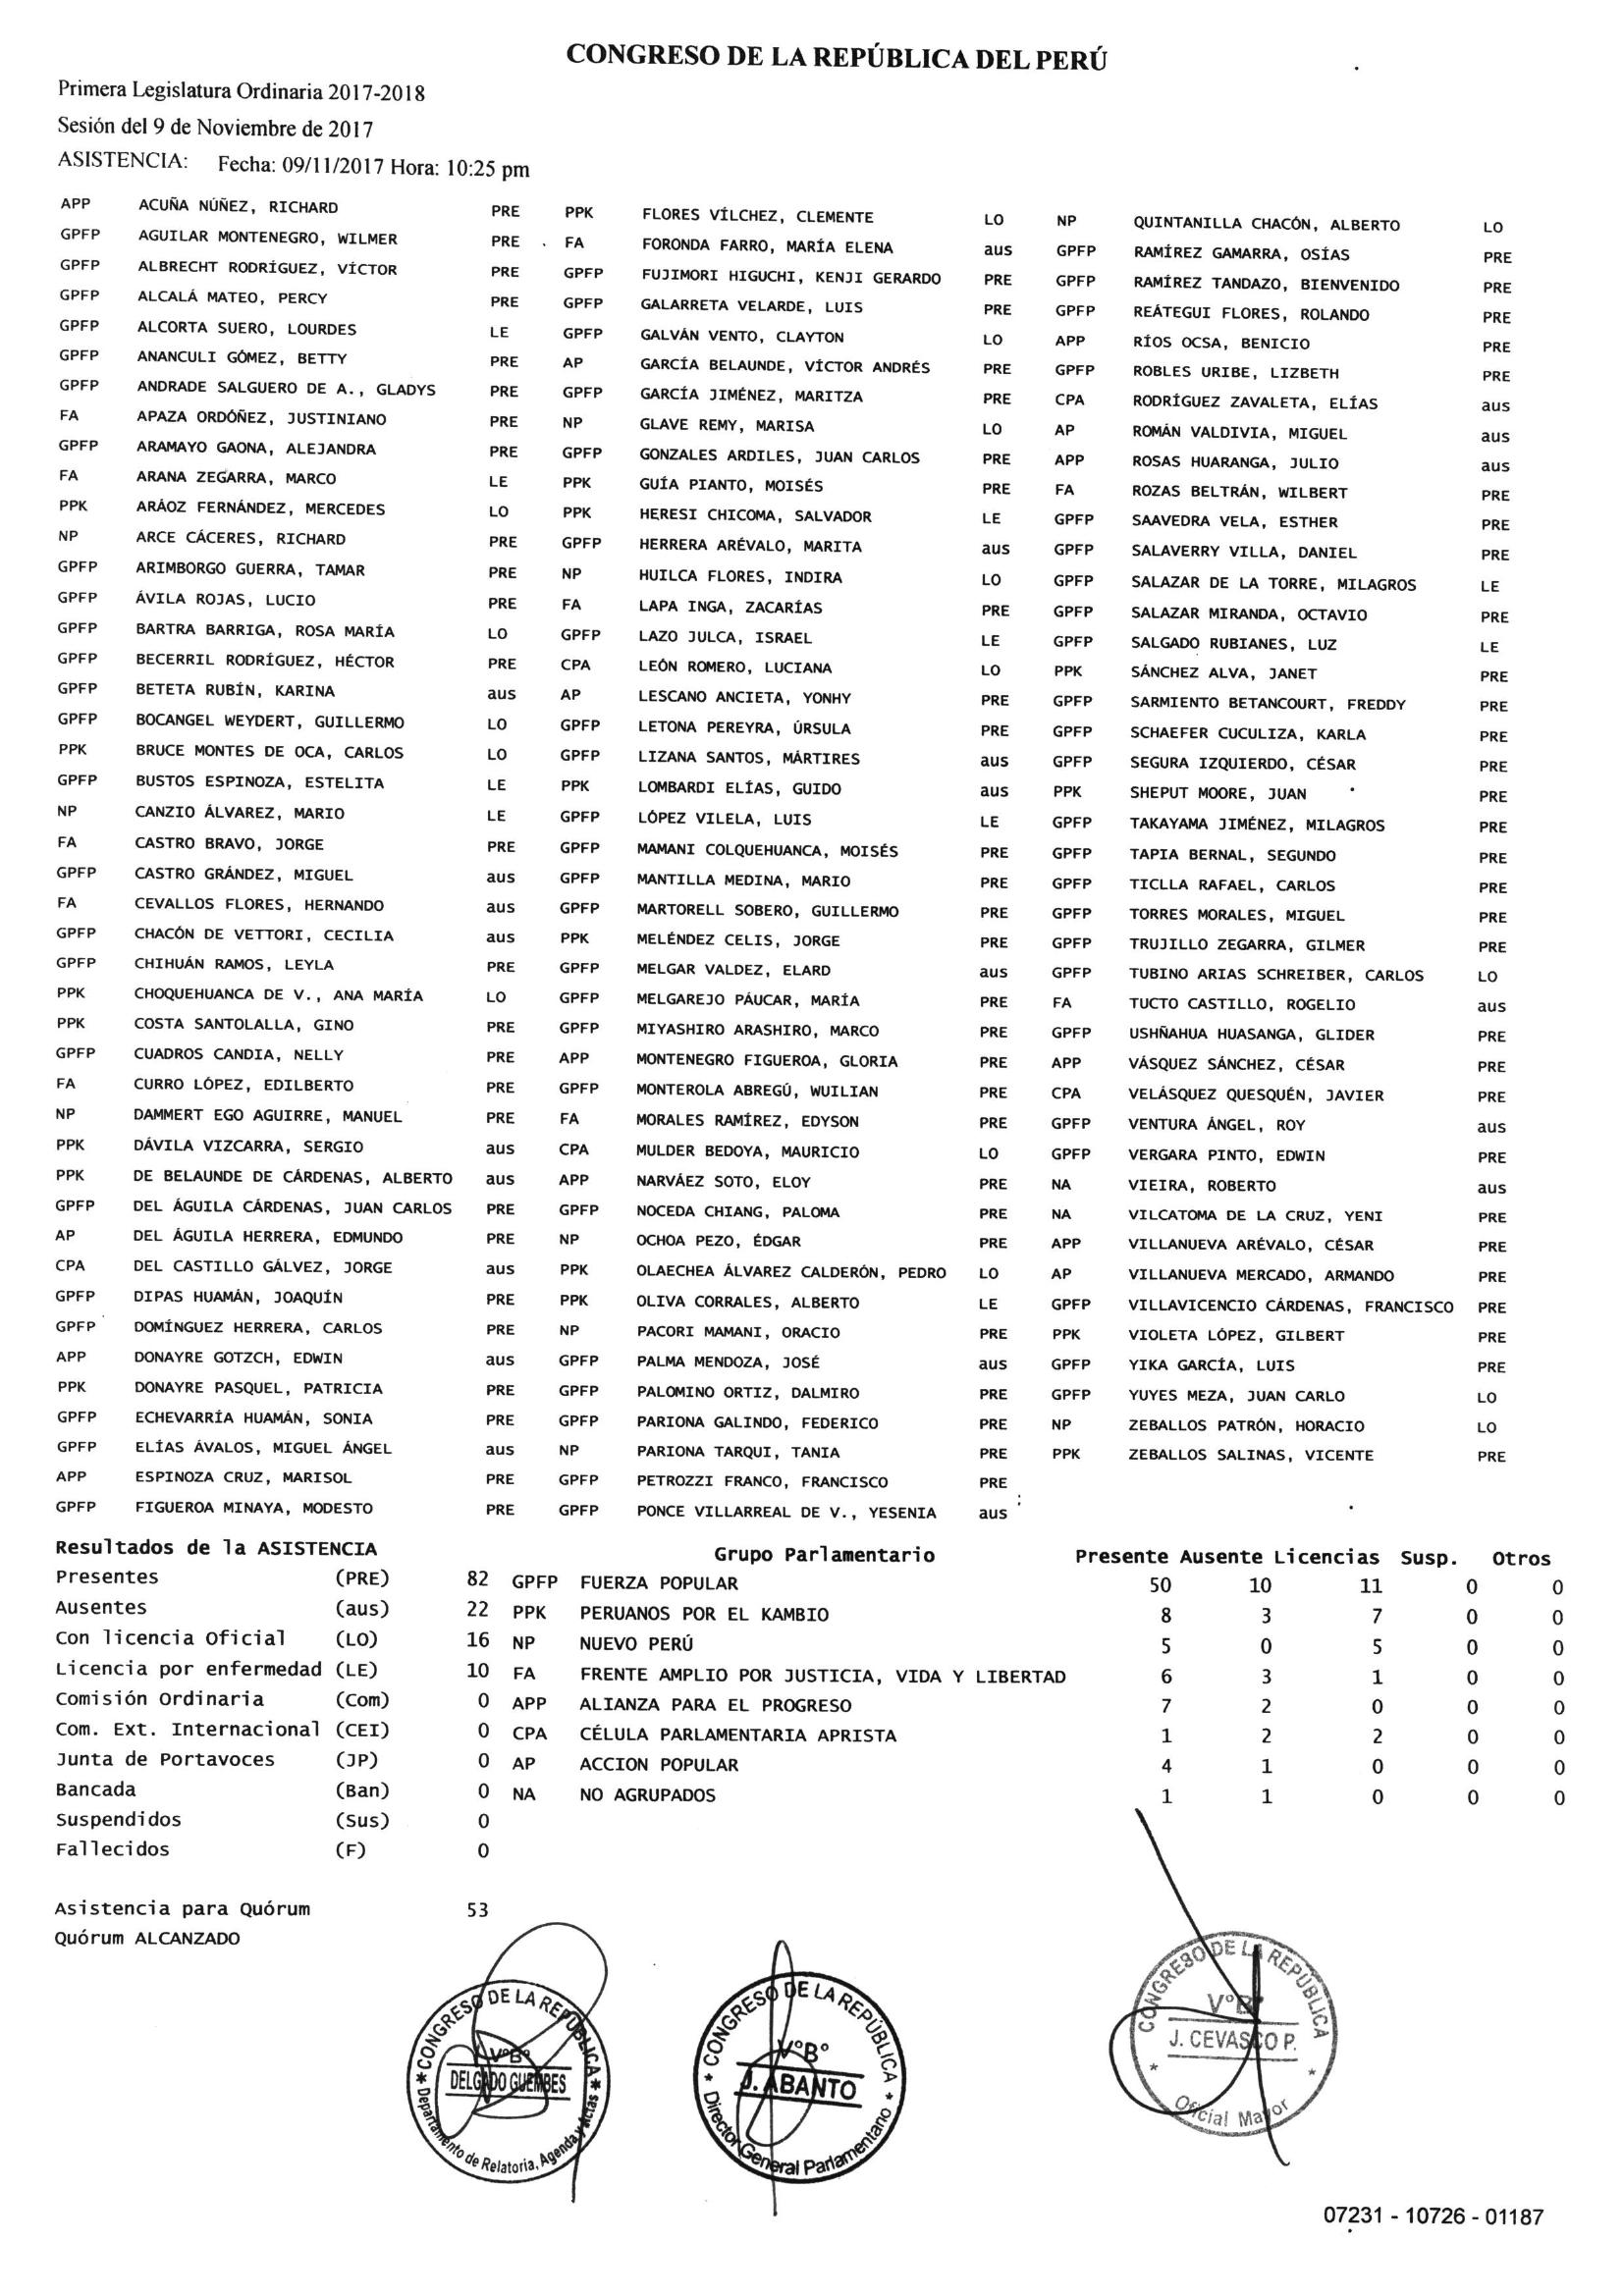 CONGRESO DE LA REPÚBLICA DEL PERÚ
Primera Legislatura Ordinaria 2017-2018
Sesión del 9 de Noviembre de 2017
ASISTENCIA: Fecha: 09/11/2017 Hora: 10:25 pm
APP ACUÑA NÚÑEZ, RICHARD PRE
GPFP AGUILAR MONTENEGRO, WILMER PRE
GPFP ALBRECHT RODRÍGUEZ, VÍCTOR PRE
GPFP ALCALÁ MATEO, PERCY PRE
GPFP ALCORTA SUERO, LOURDES LE
GPFP ANANCULI GÓMEZ, BETTY PRE
GPFP ANDRADE SALGUERO DE A., GLADYS PRE
FA APAZA ORDÓÑEZ, JUSTINIANO PRE
GPFP ARAMAYO GAONA, ALEJANDRA PRE
FA ARANA ZEGARRA, MARCO LE
PPK ARÁOZ FERNÁNDEZ, MERCEDES LO
NP ARCE CÁCERES, RICHARD PRE
GPFP ARIMBORGO GUERRA, TAMAR PRE
GPFP ÁVILA ROJAS, LUCIO PRE
GPFP BARTRA BARRIGA, ROSA MARÍA LO
GPFP BECERRIL RODRÍGUEZ, HÉCTOR PRE
GPFP BETETA RUBÍN, KARINA aus
GPFP BOCANGEL WEYDERT, GUILLERMO LO
PPK BRUCE MONTES DE OCA, CARLOS LO
GPFP BUSTOS ESPINOZA, ESTELITA LE
NP CANZIO ÁLVAREZ, MARIO LE
FA CASTRO BRAVO, JORGE PRE
GPFP CASTRO GRÁNDEZ, MIGUEL aus
FA CEVALLOS FLORES, HERNANDO aus
GPFP CHACÓN DE VETTORI, CECILIA aus
GPFP CHIHUÁN RAMOS, LEYLA PRE
PPK CHOQUEHUANCA DE V., ANA MARÍA LO
PPK COSTA SANTOLALLA, GINO PRE
GPFP CUADROS CANDIA, NELLY PRE
FA CURRO LÓPEZ, EDILBERTO PRE
NP DAMMERT EGO AGUIRRE, MANUEL PRE
PPK DÁVILA VIZCARRA, SERGIO aus
PPK DE BELAUNDE DE CÁRDENAS, ALBERTO aus
GPFP DEL ÁGUILA CÁRDENAS, JUAN CARLOS PRE
AP DEL ÁGUILA HERRERA, EDMUNDO PRE
CPA DEL CASTILLO GÁLVEZ, JORGE aus
GPFP DIPAS HUAMÁN, JOAQUÍN PRE
GPFP DOMÍNGUEZ HERRERA, CARLOS PRE
APP DONAYRE GOTZCH, EDWIN aus
PPK DONAYRE PASQUEL, PATRICIA PRE
GPFP ECHEVARRÍA HUAMÁN, SONIA PRE
GPFP ELÍAS ÁVALOS, MIGUEL ÁNGEL aus
APP ESPINOZA CRUZ, MARISOL PRE
GPFP FIGUEROA MINAYA, MODESTO PRE
PPK FLORES VÍLCHEZ, CLEMENTE LO
FA FORONDA FARRO, MARÍA ELENA aus
GPFP FUJIMORI HIGUCHI, KENJI GERARDO PRE
GPFP GALARRETA VELARDE, LUIS PRE
GPFP GALVÁN VENTO, CLAYTON LO
AP GARCÍA BELAUNDE, VÍCTOR ANDRÉS PRE
GPFP GARCÍA JIMÉNEZ, MARITZA PRE
NP GLAVE REMY, MARISA LO
GPFP GONZALES ARDILES, JUAN CARLOS PRE
PPK GUÍA PIANTO, MOISÉS PRE
PPK HERESI CHICOMA, SALVADOR LE
GPFP HERRERA ARÉVALO, MARITA aus
NP HUILCA FLORES, INDIRA LO
FA LAPA INGA, ZACARÍAS PRE
GPFP LAZO JULCA, ISRAEL LE
CPA LEÓN ROMERO, LUCIANA LO
AP LESCANO ANCIETA, YONHY PRE
GPFP LETONA PEREYRA, ÚRSULA PRE
GPFP LIZANA SANTOS, MÁRTIRES aus
PPK LOMBARDI ELÍAS, GUIDO aus
GPFP LÓPEZ VILELA, LUIS LE
GPFP MAMANI COLQUEHUANCA, MOISÉS PRE
GPFP MANTILLA MEDINA, MARIO PRE
GPFP MARTORELL SOBERO, GUILLERMO PRE
PPK MELÉNDEZ CELIS, JORGE PRE
GPFP MELGAR VALDEZ, ELARD aus
GPFP MELGAREJO PÁUCAR, MARÍA PRE
GPFP MIYASHIRO ARASHIRO, MARCO PRE
APP MONTENEGRO FIGUEROA, GLORIA PRE
GPFP MONTEROLA ABREGÚ, WUILIAN PRE
FA MORALES RAMÍREZ, EDYSON PRE
CPA MULDER BEDOYA, MAURICIO LO
APP NARVÁEZ SOTO, ELOY PRE
GPFP NOCEDA CHIANG, PALOMA PRE
NP OCHOA PEZO, ÉDGAR PRE
PPK OLAECHEA ÁLVAREZ CALDERÓN, PEDRO LO
PPK OLIVA CORRALES, ALBERTO LE
NP PACORI MAMANI, ORACIO PRE
GPFP PALMA MENDOZA, JOSÉ aus
GPFP PALOMINO ORTIZ, DALMIRO PRE
GPFP PARIONA GALINDO, FEDERICO PRE
NP PARIONA TARQUI, TANIA PRE
GPFP PETROZZI FRANCO, FRANCISCO PRE
GPFP PONCE VILLARREAL DE V., YESENIA aus
NP QUINTANILLA CHACÓN, ALBERTO LO
GPFP RAMÍREZ GAMARRA, OSÍAS PRE
GPFP RAMÍREZ TANDAZO, BIENVENIDO PRE
GPFP REÁTEGUI FLORES, ROLANDO PRE
APP RÍOS OCSA, BENICIO PRE
GPFP ROBLES URIBE, LIZBETH PRE
CPA RODRÍGUEZ ZAVALETA, ELÍAS aus
AP ROMÁN VALDIVIA, MIGUEL aus
APP ROSAS HUARANGA, JULIO aus
FA ROZAS BELTRÁN, WILBERT PRE
GPFP SAAVEDRA VELA, ESTHER PRE
GPFP SALAVERRY VILLA, DANIEL PRE
GPFP SALAZAR DE LA TORRE, MILAGROS LE
GPFP SALAZAR MIRANDA, OCTAVIO PRE
GPFP SALGADO RUBIANES, LUZ LE
PPK SÁNCHEZ ALVA, JANET PRE
GPFP SARMIENTO BETANCOURT, FREDDY PRE
GPFP SCHAEFER CUCULIZA, KARLA PRE
GPFP SEGURA IZQUIERDO, CÉSAR PRE
PPK SHEPUT MOORE, JUAN PRE
GPFP TAKAYAMA JIMÉNEZ, MILAGROS PRE
GPFP TAPIA BERNAL, SEGUNDO PRE
GPFP TICLLA RAFAEL, CARLOS PRE
GPFP TORRES MORALES, MIGUEL PRE
GPFP TRUJILLO ZEGARRA, GILMER PRE
GPFP TUBINO ARIAS SCHREIBER, CARLOS LO
FA TUCTO CASTILLO, ROGELIO aus
GPFP USHÑAHUA HUASANGA, GLIDER PRE
APP VÁSQUEZ SÁNCHEZ, CÉSAR PRE
CPA VELÁSQUEZ QUESQUÉN, JAVIER PRE
GPFP VENTURA ÁNGEL, ROY aus
GPFP VERGARA PINTO, EDWIN PRE
NA VIEIRA, ROBERTO aus
NA VILCATOMA DE LA CRUZ, YENI PRE
APP VILLANUEVA ARÉVALO, CÉSAR PRE
AP VILLANUEVA MERCADO, ARMANDO PRE
GPFP VILLAVICENCIO CÁRDENAS, FRANCISCO PRE
PPK VIOLETA LÓPEZ, GILBERT PRE
GPFP YIKA GARCÍA, LUIS PRE
GPFP YUYES MEZA, JUAN CARLO LO
NP ZEBALLOS PATRÓN, HORACIO LO
PPK ZEBALLOS SALINAS, VICENTE PRE
Resultados de la ASISTENCIA
Presentes (PRE) 82
Ausentes (aus) 22
Con licencia Oficial (LO) 16
Licencia por enfermedad (LE) 10
Comisión Ordinaria (Com) 0
Com. Ext. Internacional (CEI) 0
Junta de Portavoces (JP) 0
Bancada (Ban) 0
Suspendidos (Sus) 0
Fallecidos (F) 0
Grupo Parlamentario Presente Ausente Licencias Susp. Otros
GPFP FUERZA POPULAR 50 10 11 0 0
PPK PERUANOS POR EL KAMBIO 8 3 7 0 0
NP NUEVO PERÚ 5 0 5 0 0
FA FRENTE AMPLIO POR JUSTICIA, VIDA Y LIBERTAD 6 3 1 0 0
APP ALIANZA PARA EL PROGRESO 7 2 0 0 0
CPA CÉLULA PARLAMENTARIA APRISTA 1 2 2 0 0
AP ACCION POPULAR 4 1 0 0 0
NA NO AGRUPADOS 1 1 0 0 0
Asistencia para Quórum 53
Quórum ALCANZADO
CONGRESO DE LA REPÚBLICA
V°B°
DELGADO GUEMBES
Departamento de Relatoria, Agenda y Actas
CONGRESO DE LA REPÚBLICA
V°B°
J. ABANTO
Director General Parlamentario
CONGRESO DE LA REPÚBLICA
V°B°
J. CEVASCO P.
Oficial Mayor
07231 - 10726 - 01187